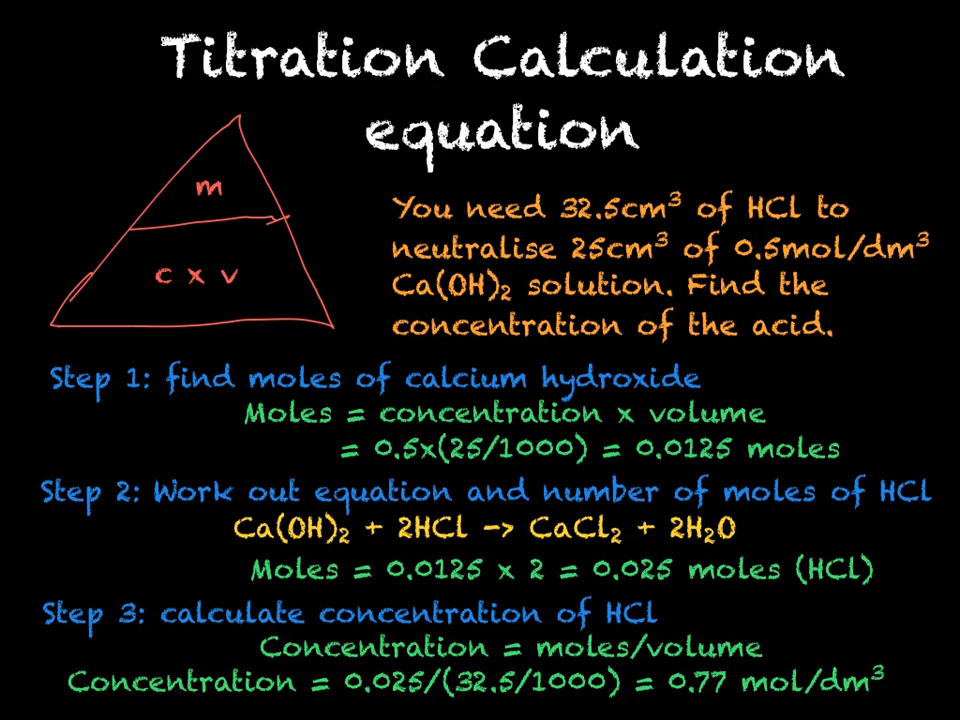 Titration Calculation
equation
m
c x v
You need 32.5cm³ of HCl to
neutralise 25cm³ of 0.5mol/dm³
Ca(OH)₂ solution. Find the
concentration of the acid.
Step 1: find moles of calcium hydroxide
Moles = concentration x volume
= 0.5x(25/1000) = 0.0125 moles
Step 2: Work out equation and number of moles of HCl
Ca(OH)₂ + 2HCl -> CaCl₂ + 2H₂O
Moles = 0.0125 x 2 = 0.025 moles (HCl)
Step 3: calculate concentration of HCl
Concentration = moles/volume
Concentration = 0.025/(32.5/1000) = 0.77 mol/dm³